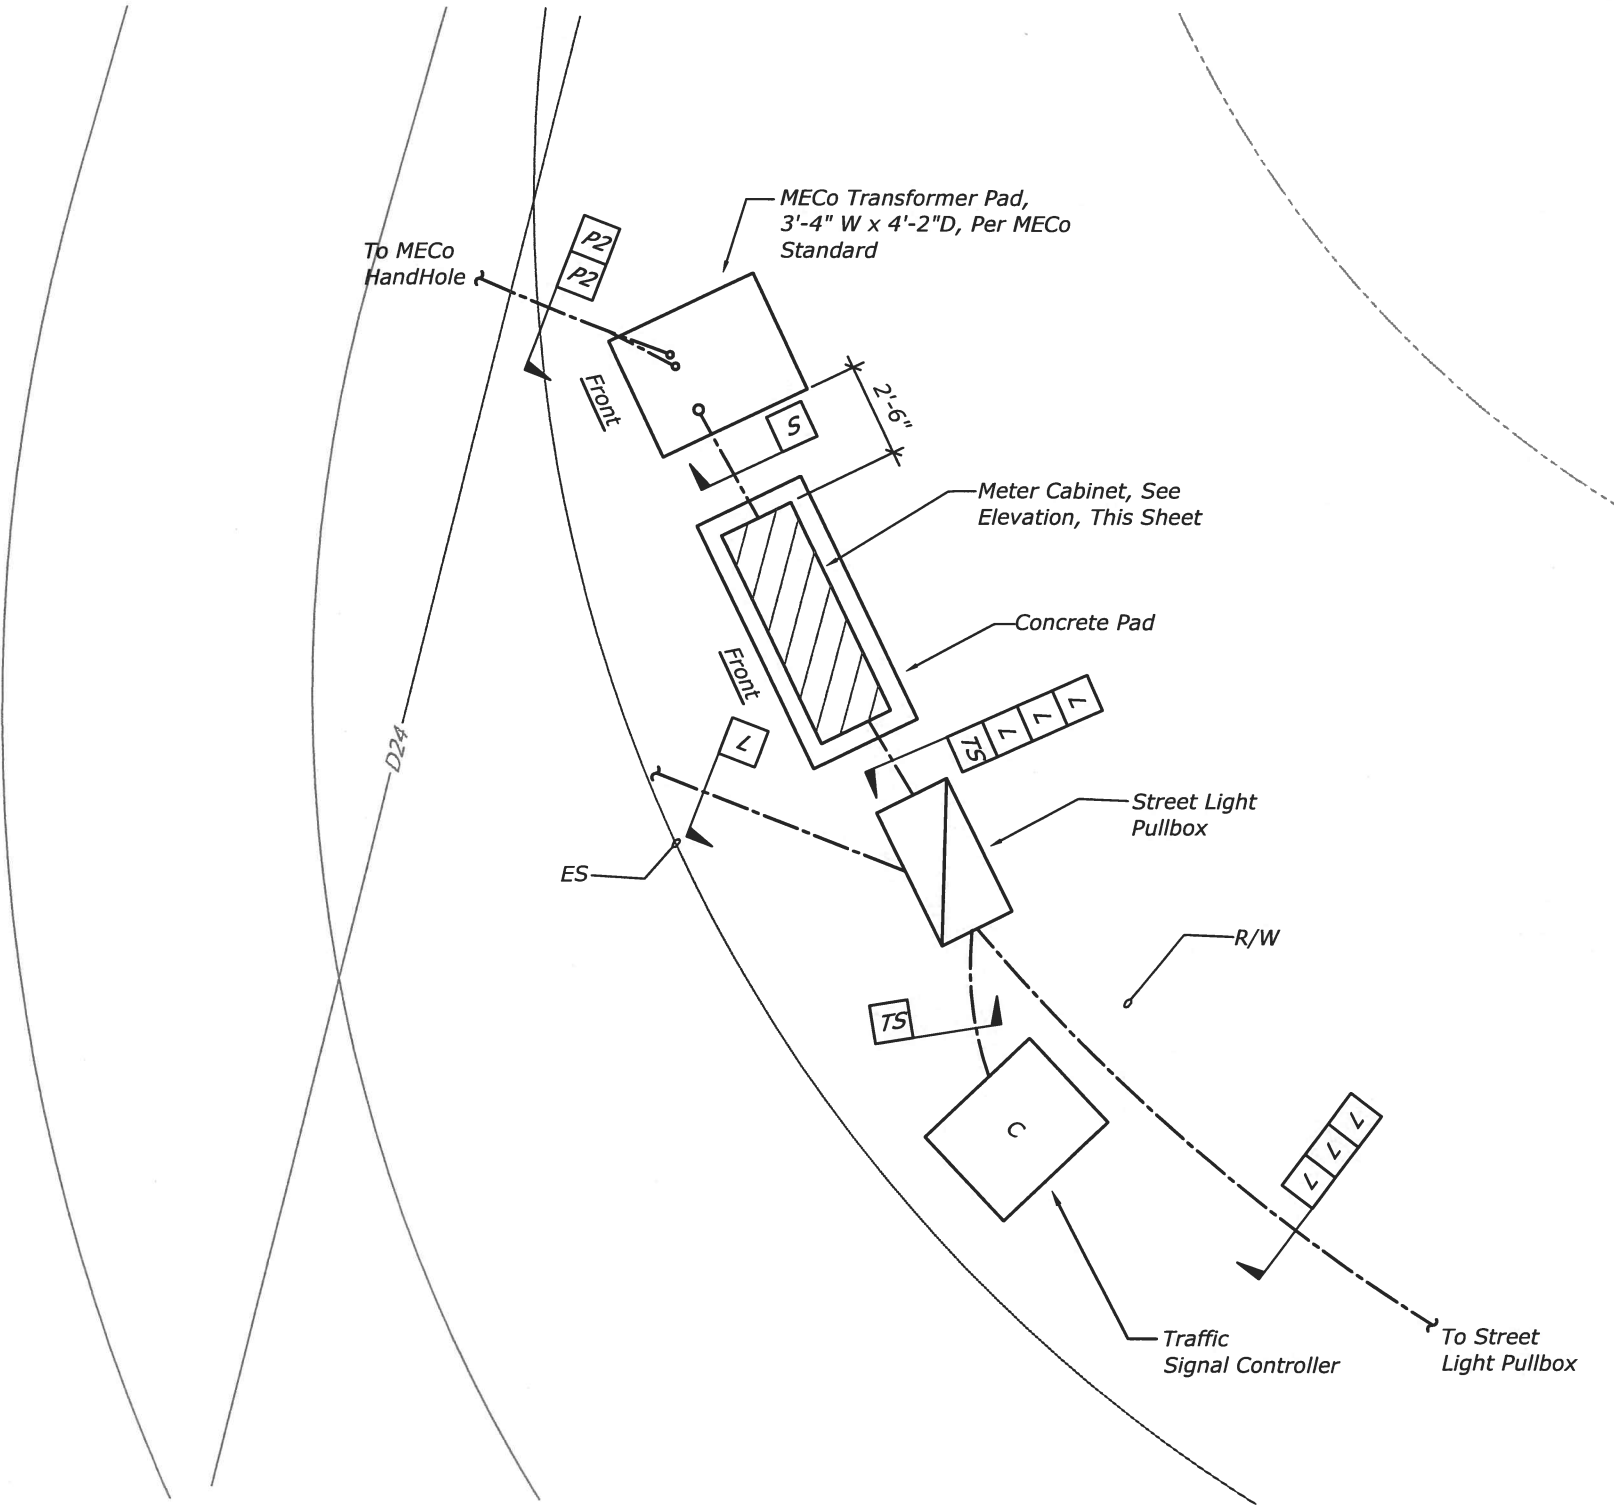 MECo Transformer Pad,
3'-4" W x 4'-2"D, Per MECo
Standard
To MECo
HandHole
P2
P2
Front
2'-6"
S
Meter Cabinet, See
Elevation, This Sheet
Concrete Pad
Front
L
TS
L
L
L
D24
Street Light
Pullbox
ES
R/W
TS
C
L
L
L
Traffic
Signal Controller
To Street
Light Pullbox